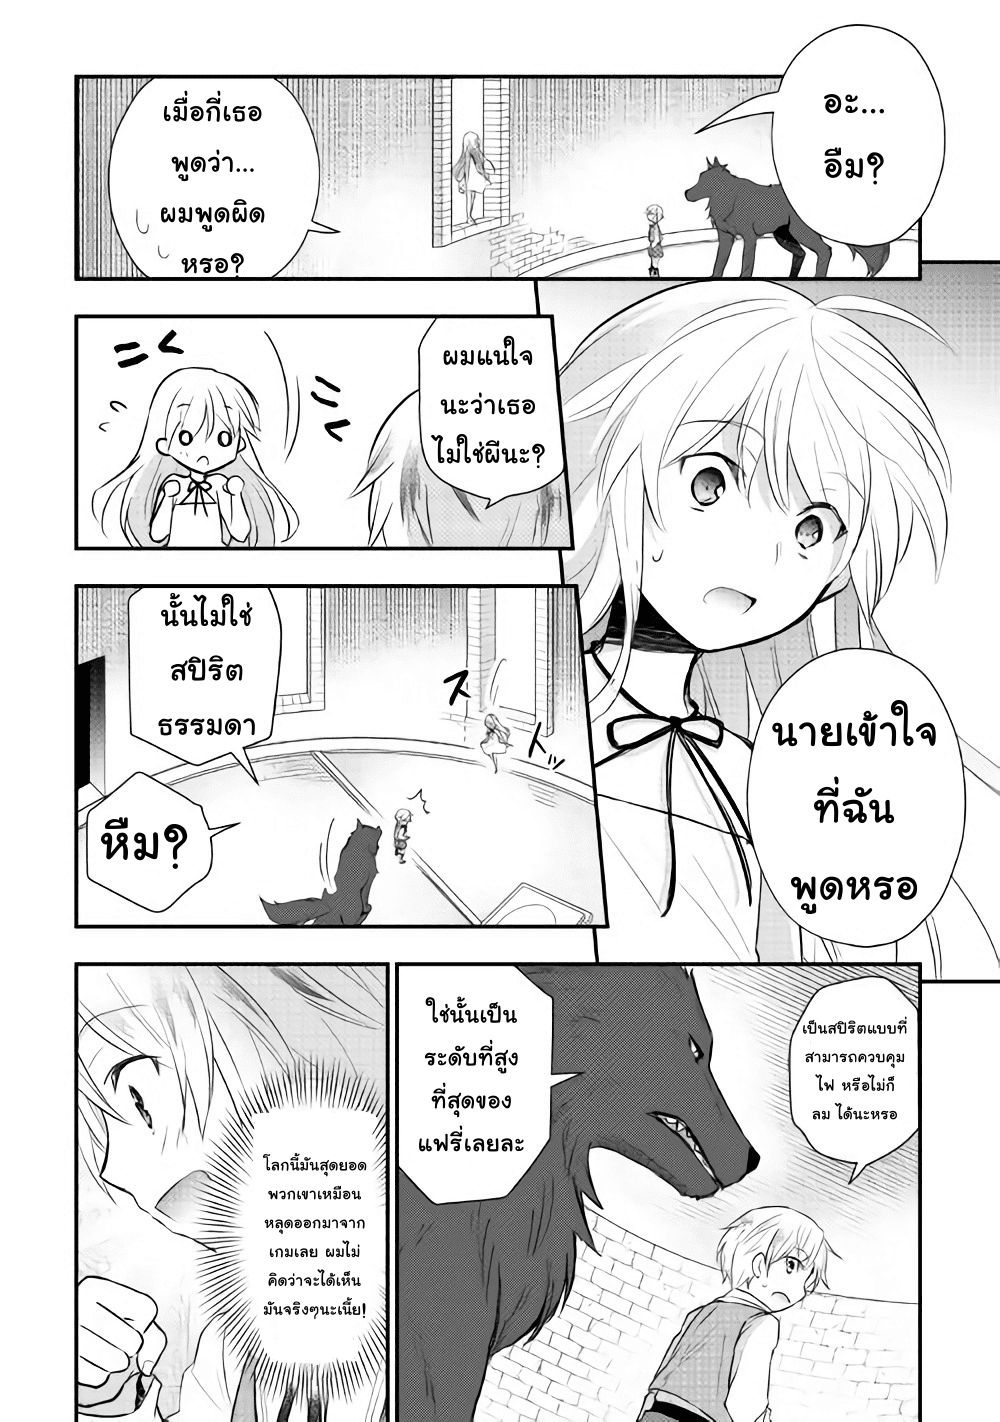 อะ...
อืม?
เมื่อกี่เธอ
พูดว่า...
ผมพูดผิด
หรอ?
นายเข้าใจ
ที่ฉัน
พูดหรอ
ผมแน่ใจ
นะว่าเธอ
ไม่ใช่ผีนะ?
ス
トッ
นั้นไม่ใช่
สปิริต
ธรรมดา
หืม?
เป็นสปิริตแบบที่
สามารถควบคุม
ไฟ หรือไม่ก็
ลม ได้นะหรอ
ใช่นั้นเป็น
ระดับที่สูง
ที่สุดของ
แฟรี่เลยละ
โลกนี้มันสุดยอด
พวกเขาเหมือน
หลุดออกมาจาก
เกมเลย ผมไม่
คิดว่าจะได้เห็น
มันจริงๆนะเนี้ย!